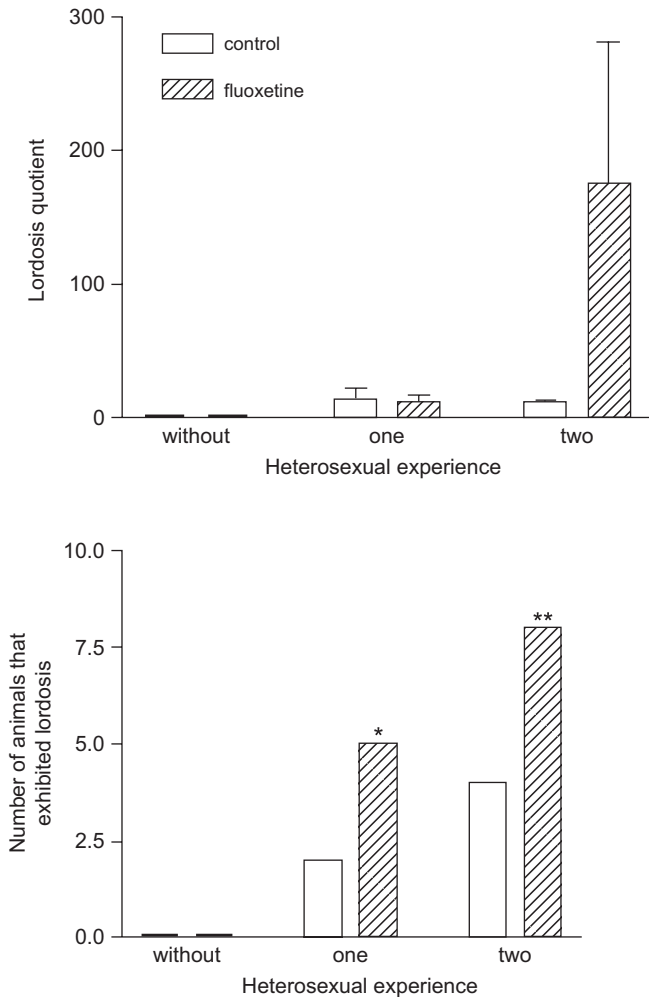 300
control
fluoxetine
200
Lordosis quotient
100
0
without one two
Heterosexual experience
10.0
**
7.5
Number of animals that
exhibited lordosis
*
5.0
2.5
0.0
without one two
Heterosexual experience